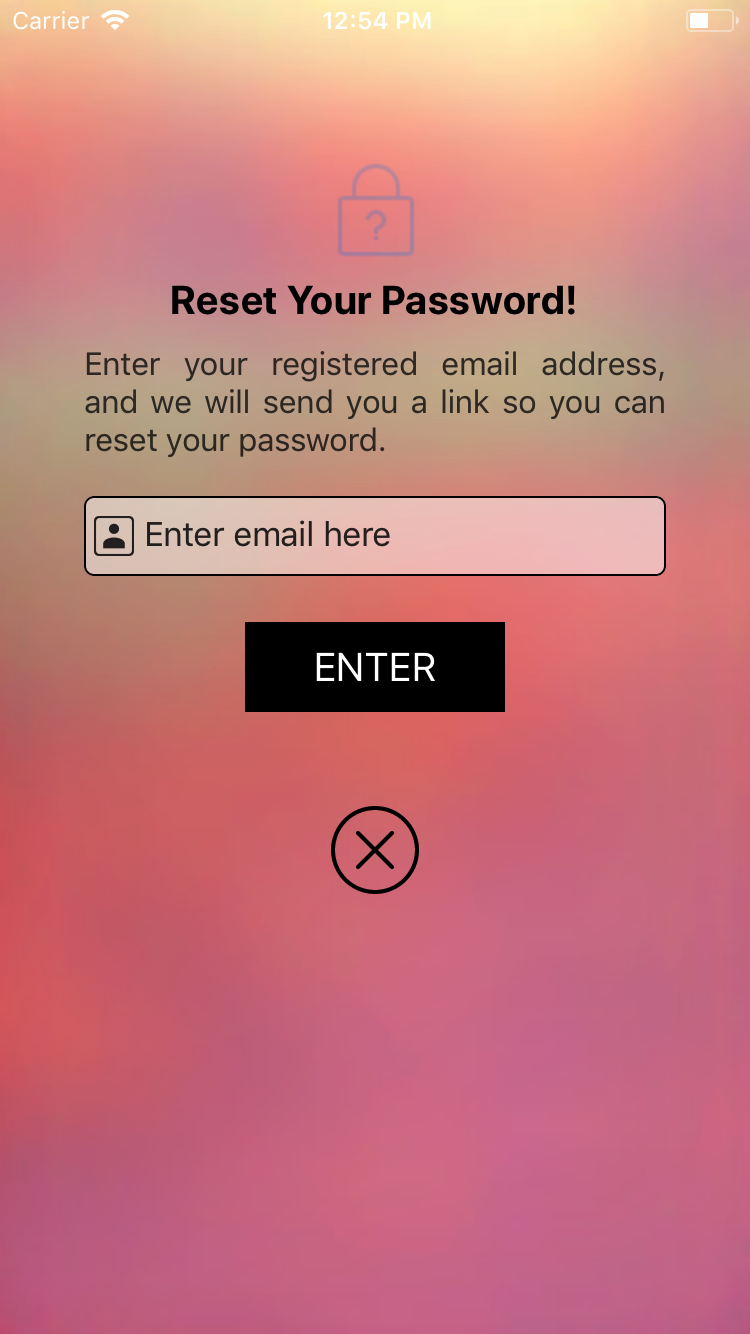 Carrier 12:54 PM
?
Reset Your Password!
Enter your registered email address,
and we will send you a link so you can
reset your password.
Enter email here
ENTER